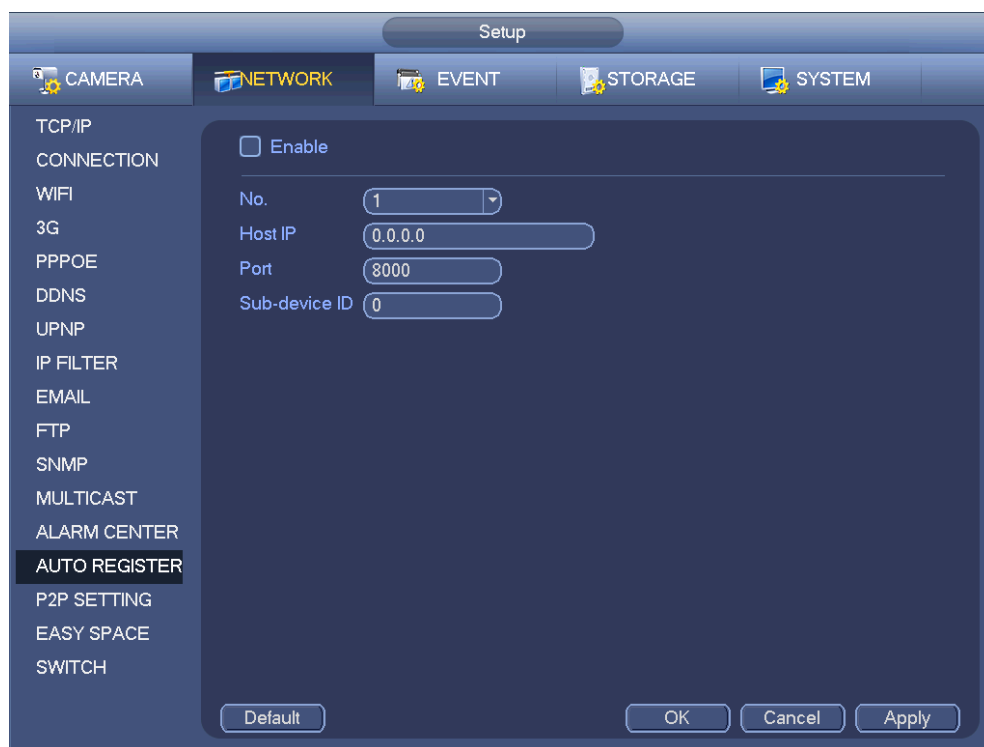 Setup
CAMERA NETWORK EVENT STORAGE SYSTEM
TCP/IP
CONNECTION
WIFI
3G
PPPOE
DDNS
UPNP
IP FILTER
EMAIL
FTP
SNMP
MULTICAST
ALARM CENTER
AUTO REGISTER
P2P SETTING
EASY SPACE
SWITCH
Enable
No. 1
Host IP 0.0.0.0
Port 8000
Sub-device ID 0
Default OK Cancel Apply